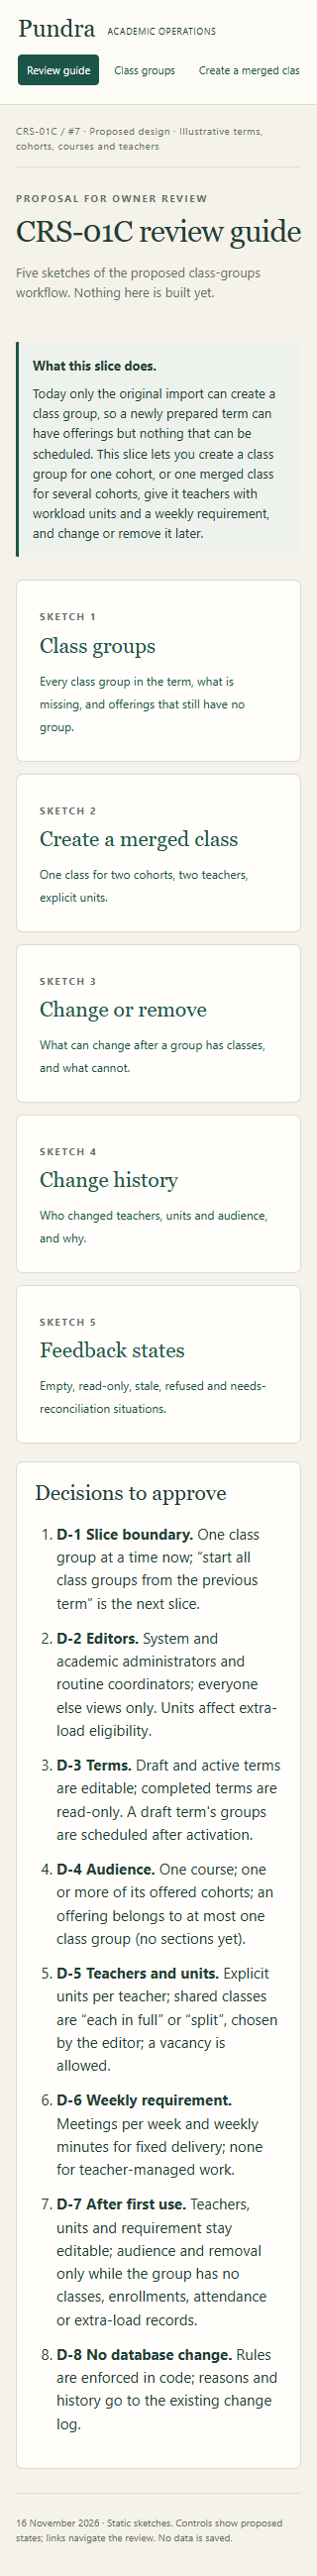 Pundra ACADEMIC OPERATIONS
Review guide Class groups Create a merged clas
CRS-01C / #7 · Proposed design · Illustrative terms,
cohorts, courses and teachers
PROPOSAL FOR OWNER REVIEW
CRS-01C review guide
Five sketches of the proposed class-groups
workflow. Nothing here is built yet.
What this slice does.
Today only the original import can create a
class group, so a newly prepared term can
have offerings but nothing that can be
scheduled. This slice lets you create a class
group for one cohort, or one merged class
for several cohorts, give it teachers with
workload units and a weekly requirement,
and change or remove it later.
SKETCH 1
Class groups
Every class group in the term, what is
missing, and offerings that still have no
group.
SKETCH 2
Create a merged class
One class for two cohorts, two teachers,
explicit units.
SKETCH 3
Change or remove
What can change after a group has classes,
and what cannot.
SKETCH 4
Change history
Who changed teachers, units and audience,
and why.
SKETCH 5
Feedback states
Empty, read-only, stale, refused and needs-
reconciliation situations.
Decisions to approve
1. D-1 Slice boundary. One class
group at a time now; “start all
class groups from the previous
term” is the next slice.
2. D-2 Editors. System and
academic administrators and
routine coordinators; everyone
else views only. Units affect extra-
load eligibility.
3. D-3 Terms. Draft and active terms
are editable; completed terms are
read-only. A draft term's groups
are scheduled after activation.
4. D-4 Audience. One course; one
or more of its offered cohorts; an
offering belongs to at most one
class group (no sections yet).
5. D-5 Teachers and units. Explicit
units per teacher; shared classes
are “each in full” or “split”, chosen
by the editor; a vacancy is
allowed.
6. D-6 Weekly requirement.
Meetings per week and weekly
minutes for fixed delivery; none
for teacher-managed work.
7. D-7 After first use. Teachers,
units and requirement stay
editable; audience and removal
only while the group has no
classes, enrollments, attendance
or extra-load records.
8. D-8 No database change. Rules
are enforced in code; reasons and
history go to the existing change
log.
16 November 2026 · Static sketches. Controls show proposed
states; links navigate the review. No data is saved.